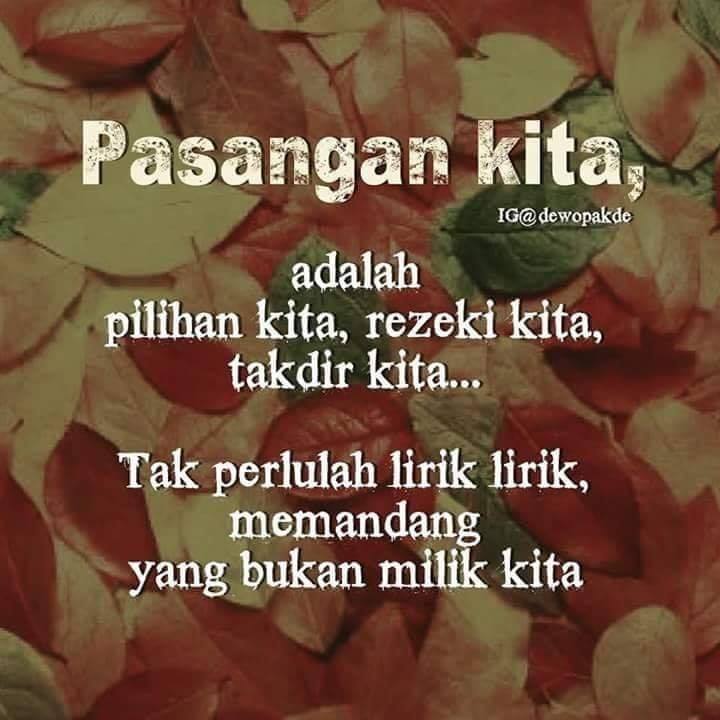 Pasangan kita,
IG@dewopakde
adalah
pilihan kita, rezeki kita,
takdir kita...
Tak perlulah lirik lirik,
memandang
yang bukan milik kita